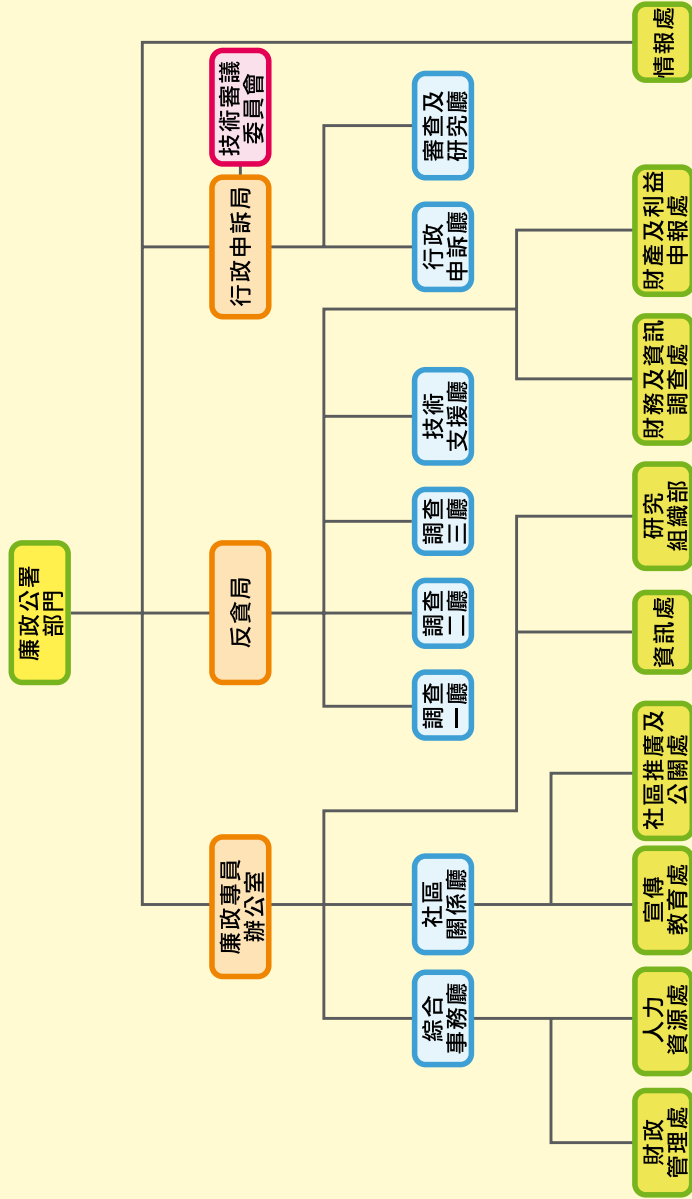 廉政公署
部門
廉政專員
辦公室
反貪局
行政申訴局
技術審議
委員會
綜合
事務廳
社區
關係廳
調查
一廳
調查
二廳
調查
三廳
技術
支援廳
行政
申訴廳
審查及
研究廳
財政
管理處
人力
資源處
宣傳
教育處
社區推廣及
公關處
資訊處
研究
組織部
財務及資訊
調查處
財產及利益
申報處
情報處